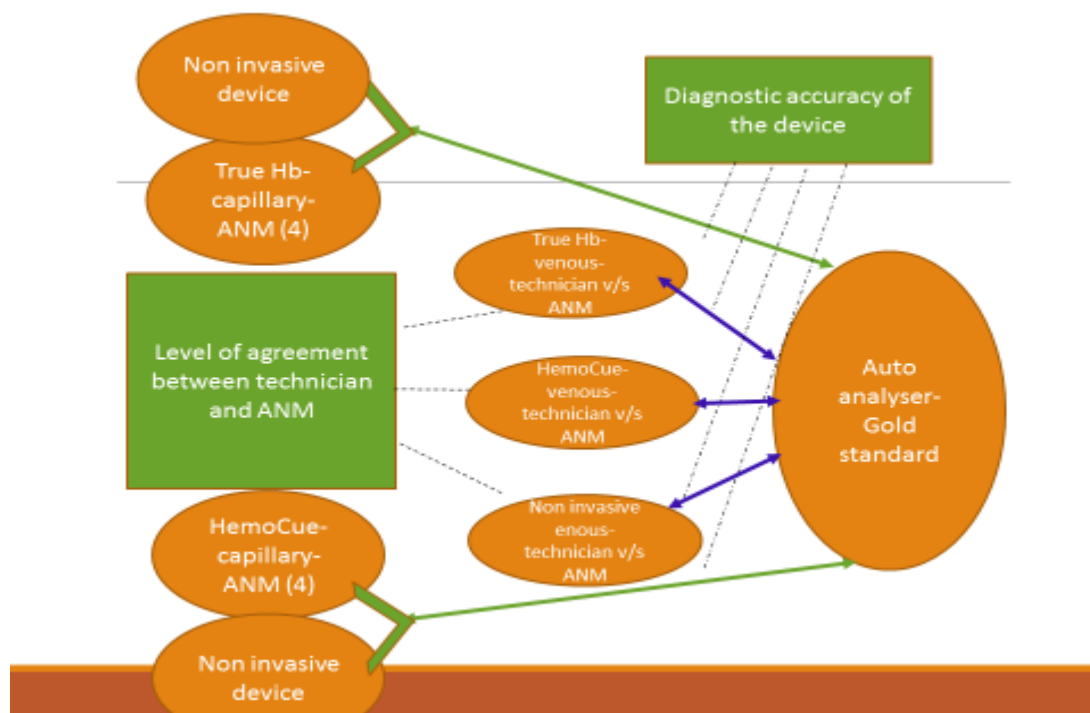 Non invasive
device
True Hb-
capillary-
ANM (4)
Diagnostic accuracy of
the device
True Hb-
venous-
technician v/s
ANM
Level of agreement
between technician
and ANM
HemoCue-
venous-
technician v/s
ANM
Auto
analyser-
Gold
standard
Non invasive
enous-
technician v/s
ANM
HemoCue-
capillary-
ANM (4)
Non invasive
device